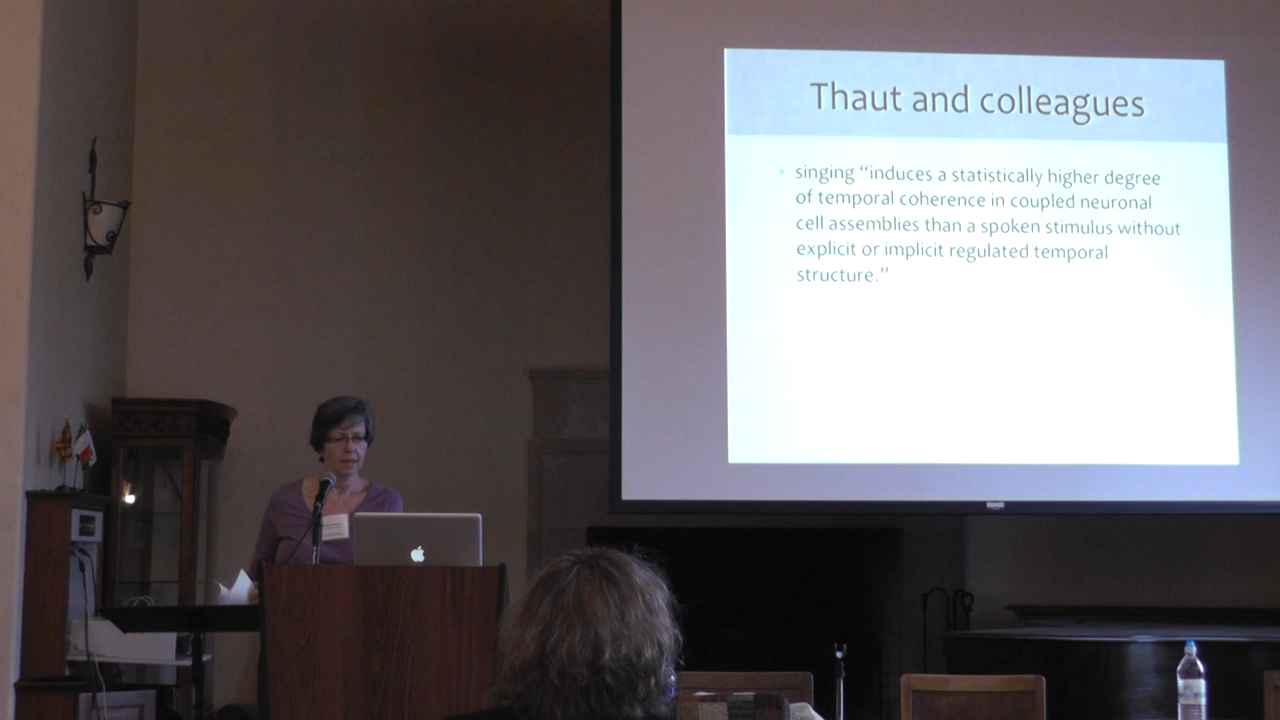 Thaut and colleagues
singing “induces a statistically higher degree
of temporal coherence in coupled neuronal
cell assemblies than a spoken stimulus without
explicit or implicit regulated temporal
structure.”